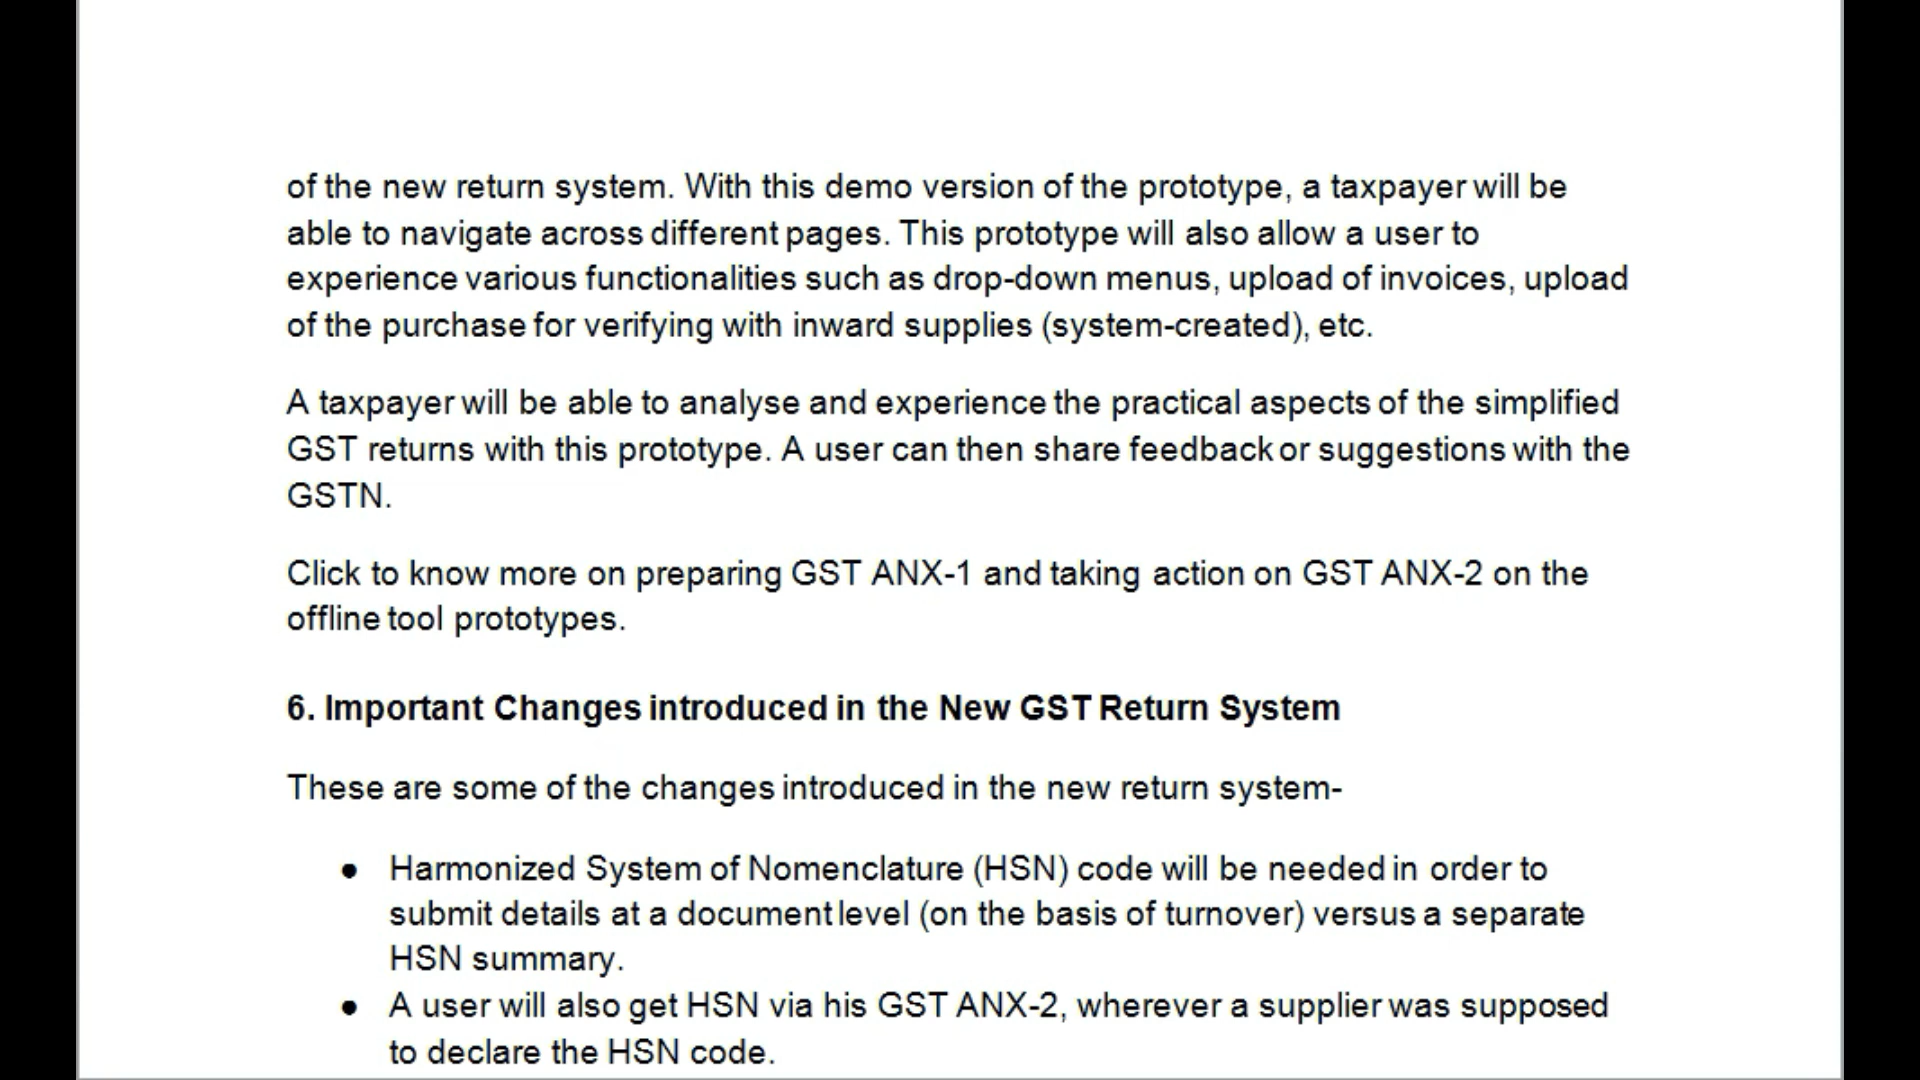 of the new return system. With this demo version of the prototype, a taxpayer will be
able to navigate across different pages. This prototype will also allow a user to
experience various functionalities such as drop-down menus, upload of invoices, upload
of the purchase for verifying with inward supplies (system-created), etc.
A taxpayer will be able to analyse and experience the practical aspects of the simplified
GST returns with this prototype. A user can then share feedback or suggestions with the
GSTN.
Click to know more on preparing GST ANX-1 and taking action on GST ANX-2 on the
offline tool prototypes.
6. Important Changes introduced in the New GST Return System
These are some of the changes introduced in the new return system-
● Harmonized System of Nomenclature (HSN) code will be needed in order to
submit details at a document level (on the basis of turnover) versus a separate
HSN summary.
● A user will also get HSN via his GST ANX-2, wherever a supplier was supposed
to declare the HSN code.